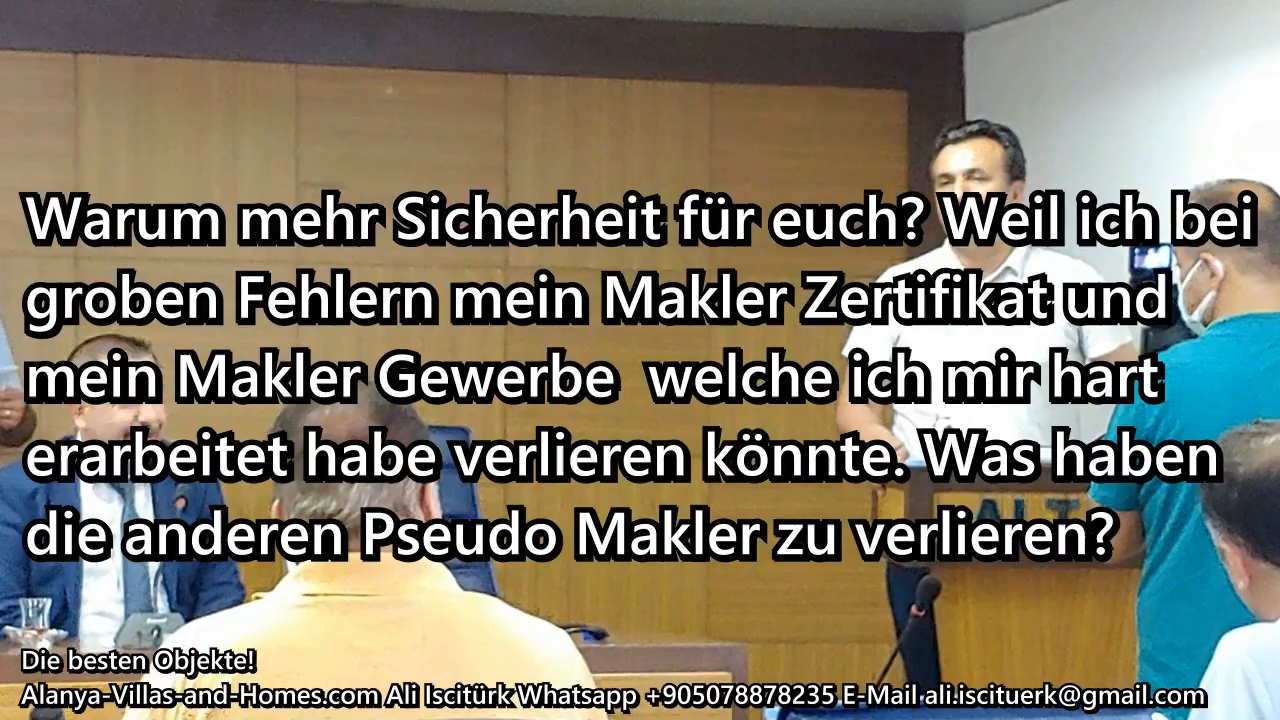 Warum mehr Sicherheit für euch? Weil ich bei
groben Fehlern mein Makler Zertifikat und
mein Makler Gewerbe  welche ich mir hart
erarbeitet habe verlieren könnte. Was haben
die anderen Pseudo Makler zu verlieren?
Die besten Objekte!
Alanya-Villas-and-Homes.com Ali Iscitürk Whatsapp +905078878235 E-Mail ali.iscituerk@gmail.com